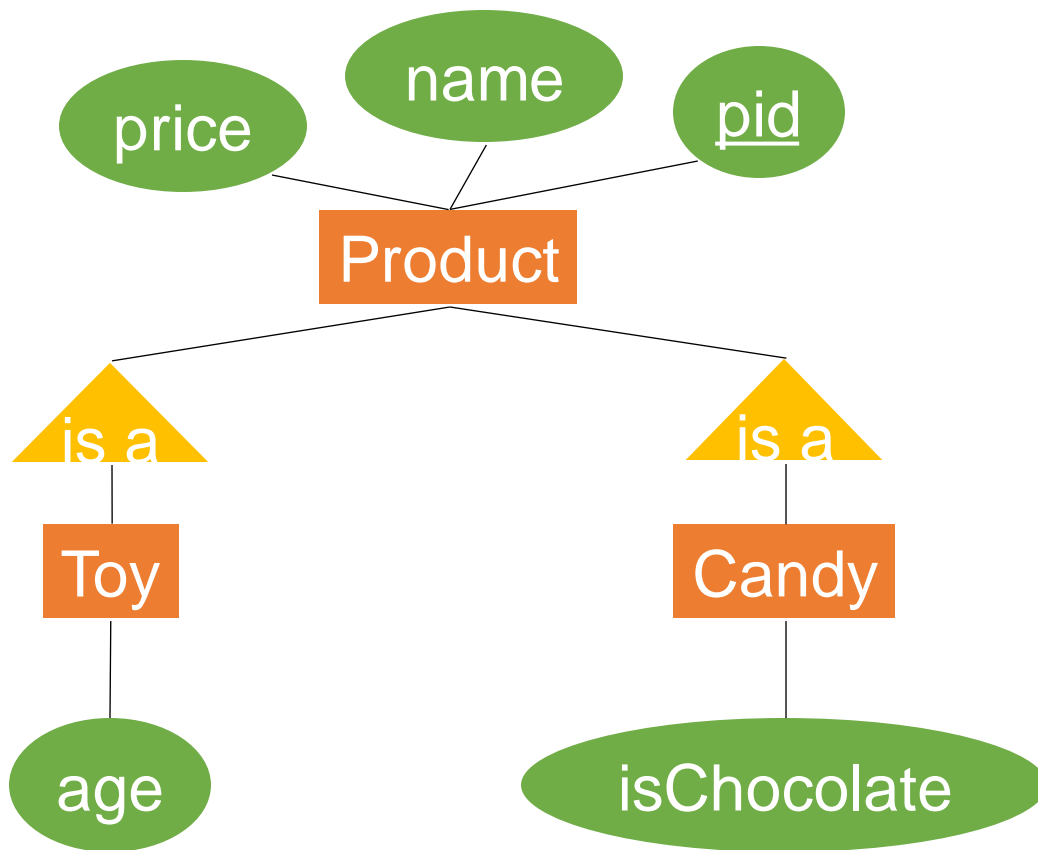 price
name
pid
Product
is a
is a
Toy
Candy
age
isChocolate